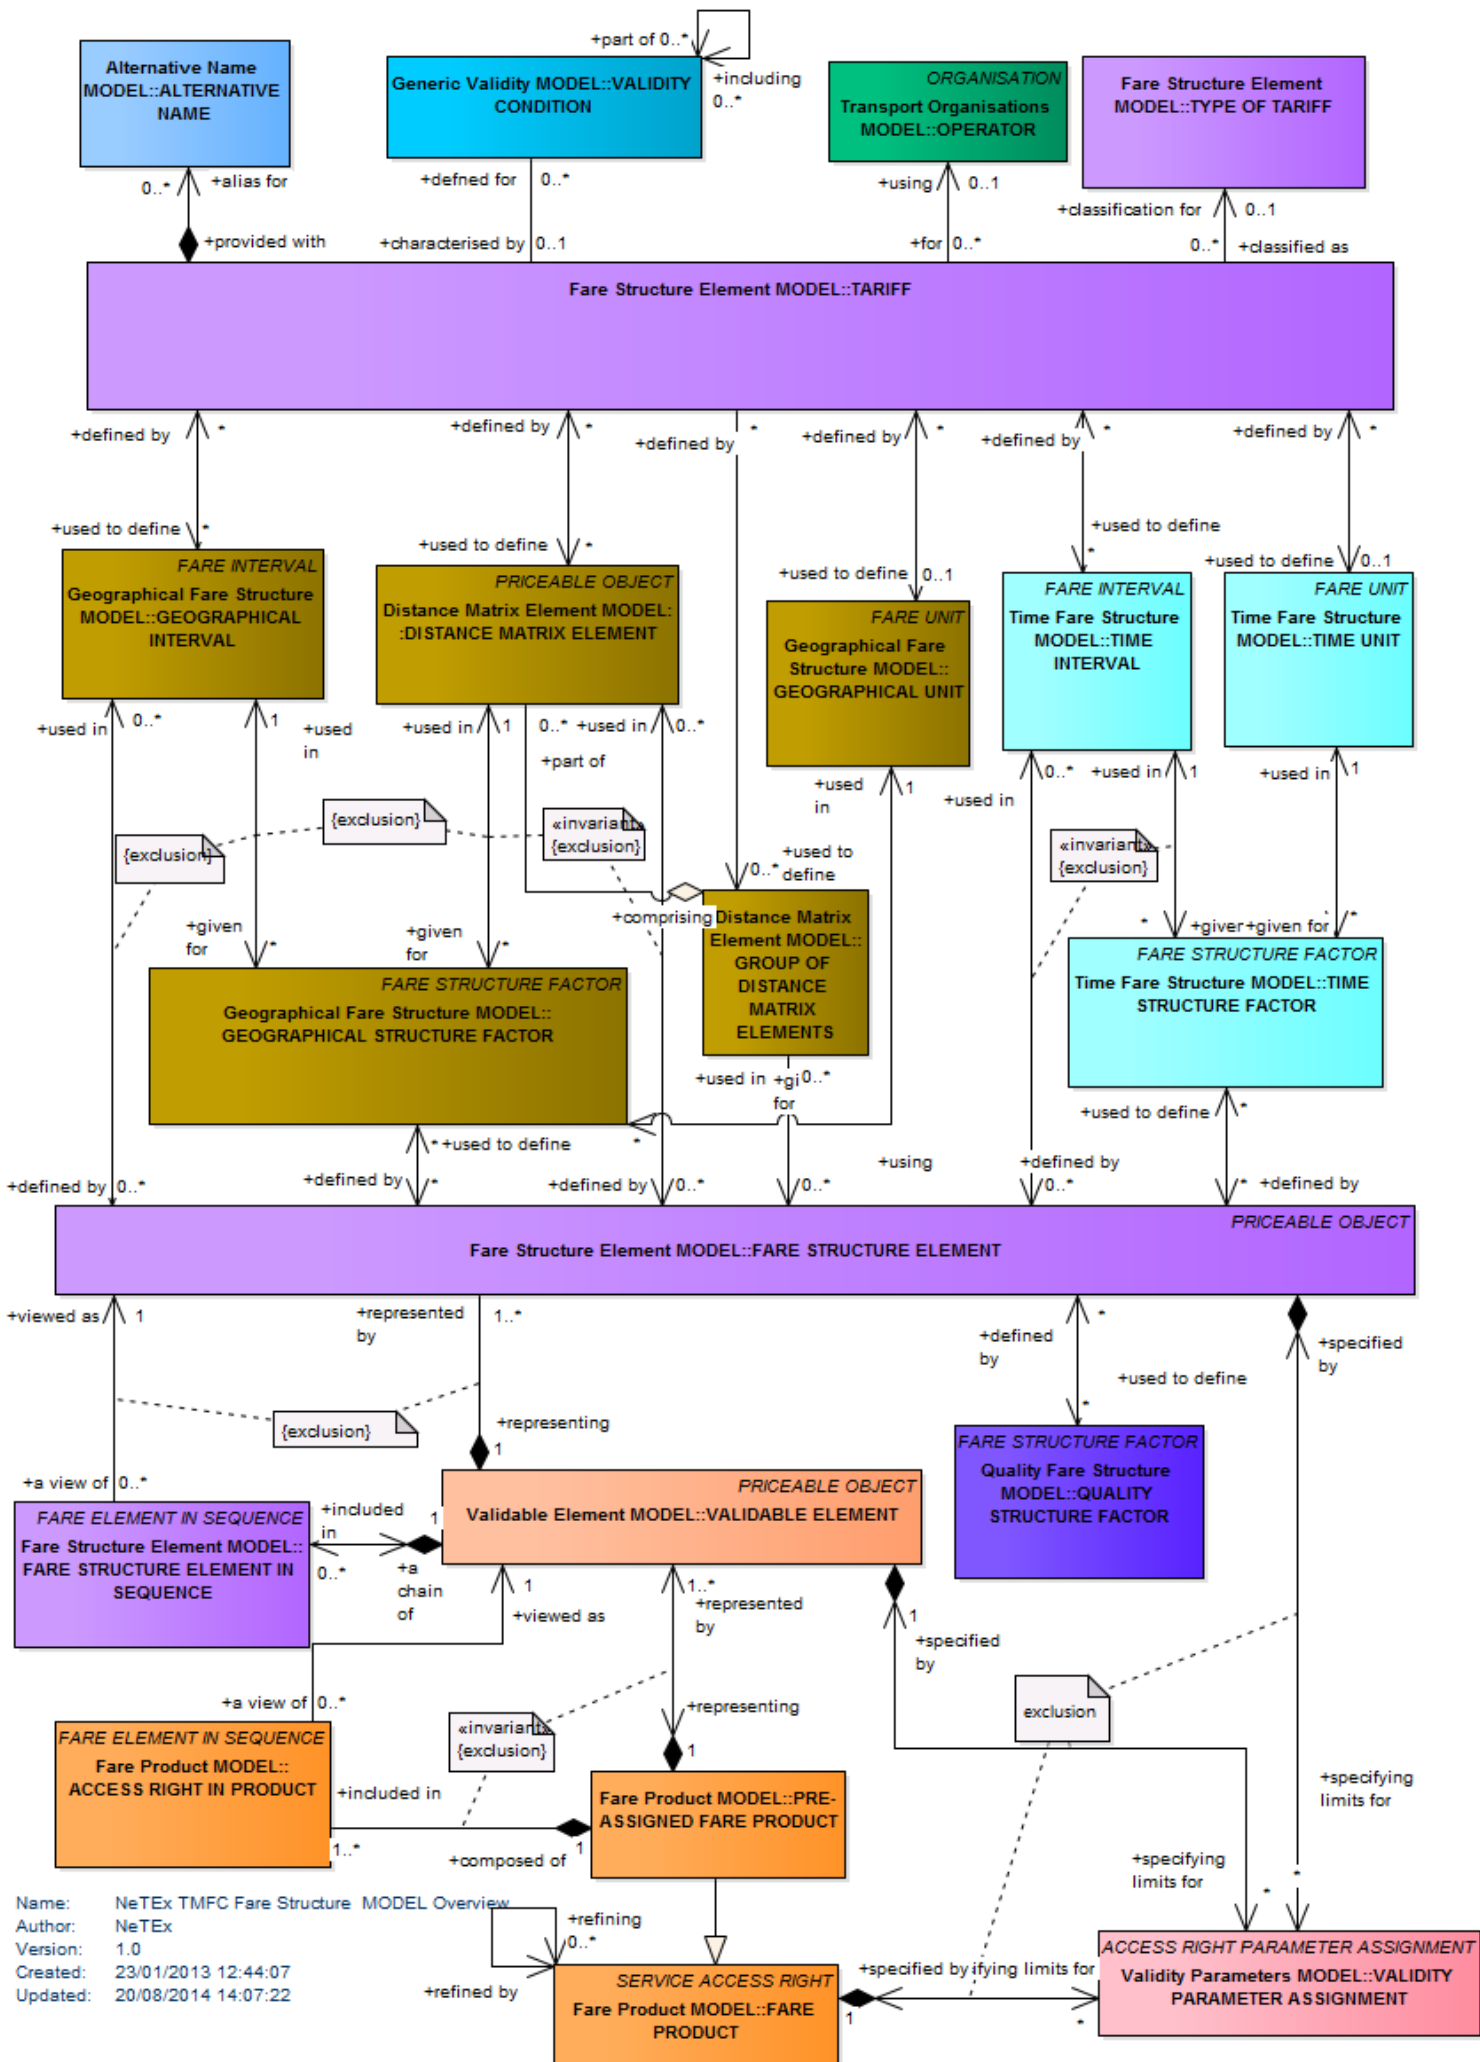 +part of 0..*
+including
0..*
Alternative Name
MODEL::ALTERNATIVE
NAME
Generic Validity MODEL::VALIDITY
CONDITION
ORGANISATION
Transport Organisations
MODEL::OPERATOR
Fare Structure Element
MODEL::TYPE OF TARIFF
0..*
+alias for
+defned for
0..*
+using
0..1
+classification for
0..1
+provided with
+characterised by
0..1
+for
0..*
0..*
+classified as
Fare Structure Element MODEL::TARIFF
+defined by
*
+defined by
*
+defined by
*
+defined by
*
+defined by
*
+defined by
*
+used to define
*
+used to define
*
+used to define
0..1
+used to define
*
+used to define
0..1
FARE INTERVAL
Geographical Fare Structure
MODEL::GEOGRAPHICAL
INTERVAL
PRICEABLE OBJECT
Distance Matrix Element MODEL:
:DISTANCE MATRIX ELEMENT
FARE UNIT
Geographical Fare
Structure MODEL::
GEOGRAPHICAL UNIT
FARE INTERVAL
Time Fare Structure
MODEL::TIME
INTERVAL
FARE UNIT
Time Fare Structure
MODEL::TIME UNIT
+used in
0..*
1
+used
in
+used in
1
0..*
+used in
0..*
+part of
+used
in
1
0..*
+used in
+used in
1
+used in
1
{exclusion}
{exclusion}
«invariant»
{exclusion}
«invariant»
{exclusion}
+used to
define
0..*
+comprising
Distance Matrix
Element MODEL::
GROUP OF
DISTANCE
MATRIX
ELEMENTS
+given
for
*
+given
for
*
*
+giver
+given for
*
FARE STRUCTURE FACTOR
Geographical Fare Structure MODEL::
GEOGRAPHICAL STRUCTURE FACTOR
FARE STRUCTURE FACTOR
Time Fare Structure MODEL::TIME
STRUCTURE FACTOR
+used in
+gi
for
0..*
+used to define
*
*
+used to define
*
+defined by
0..*
+defined by
*
+defined by
0..*
+using
0..*
+defined by
0..*
*
+defined by
PRICEABLE OBJECT
Fare Structure Element MODEL::FARE STRUCTURE ELEMENT
+viewed as
1
+represented
by
1..*
+defined
by
*
+specified
by
+used to define
*
{exclusion}
+representing
1
+a view of
0..*
FARE STRUCTURE FACTOR
Quality Fare Structure
MODEL::QUALITY
STRUCTURE FACTOR
PRICEABLE OBJECT
Validable Element MODEL::VALIDABLE ELEMENT
FARE ELEMENT IN SEQUENCE
Fare Structure Element MODEL::
FARE STRUCTURE ELEMENT IN
SEQUENCE
+included
in
0..*
1
+a
chain
of
1
+viewed as
1..*
+represented
by
1
+specified
by
+a view of
0..*
+representing
1
«invariant»
{exclusion}
exclusion
FARE ELEMENT IN SEQUENCE
Fare Product MODEL::
ACCESS RIGHT IN PRODUCT
+included in
1..*
+composed of
1
Fare Product MODEL::PRE-
ASSIGNED FARE PRODUCT
+specifying
limits for
*
+specifying
limits for
*
Name: NeTEx TMFC Fare Structure MODEL Overview
Author: NeTEx
Version: 1.0
Created: 23/01/2013 12:44:07
Updated: 20/08/2014 14:07:22
+refining
0..*
+refined by
SERVICE ACCESS RIGHT
Fare Product MODEL::FARE
PRODUCT
+specified by
ifying limits for
1
*
ACCESS RIGHT PARAMETER ASSIGNMENT
Validity Parameters MODEL::VALIDITY
PARAMETER ASSIGNMENT